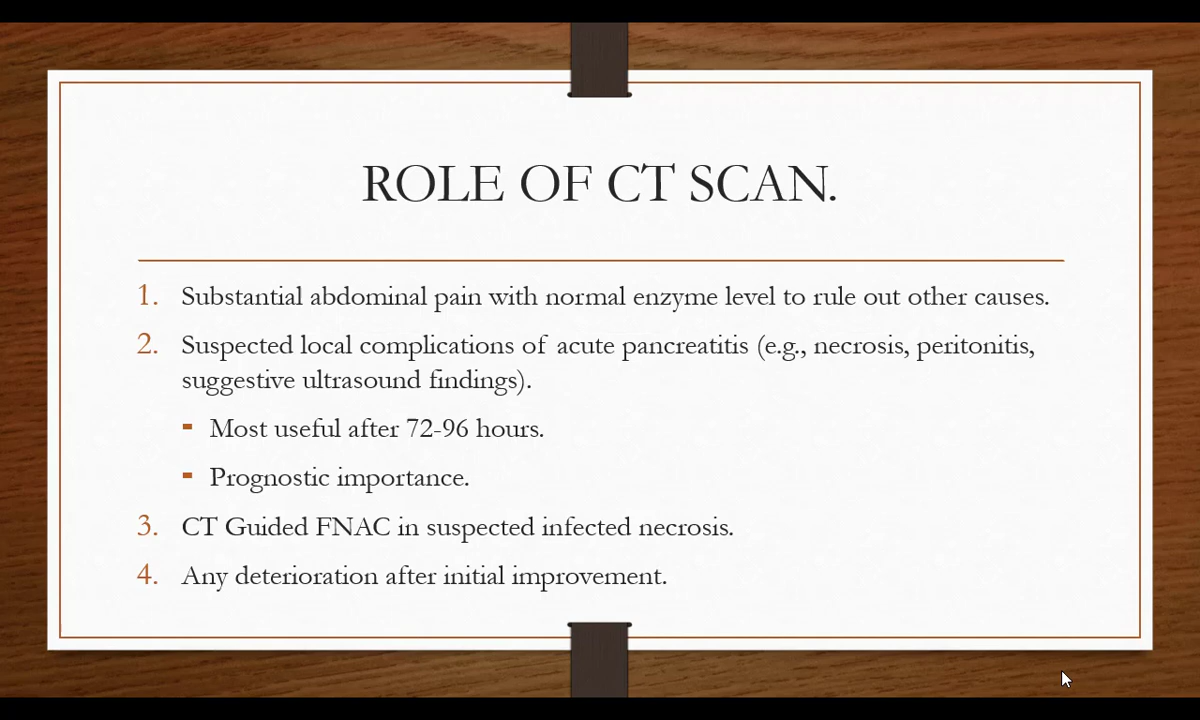 ROLE OF CT SCAN.
1. Substantial abdominal pain with normal enzyme level to rule out other causes.
2. Suspected local complications of acute pancreatitis (e.g., necrosis, peritonitis,
suggestive ultrasound findings).
▪ Most useful after 72-96 hours.
▪ Prognostic importance.
3. CT Guided FNAC in suspected infected necrosis.
4. Any deterioration after initial improvement.